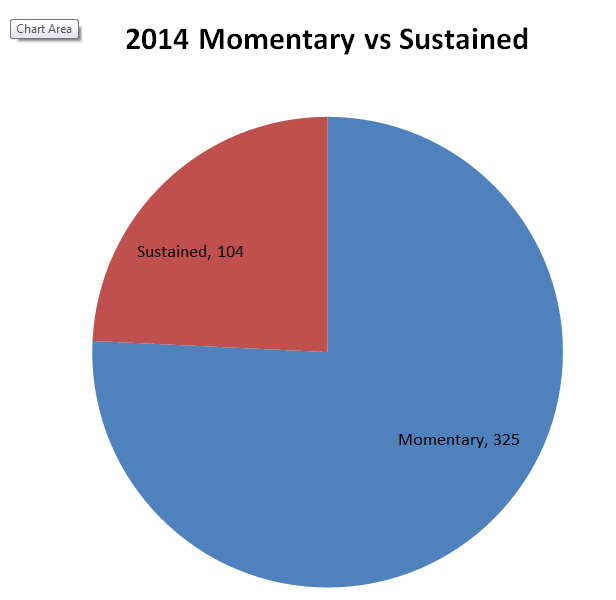 Chart Area
2014 Momentary vs Sustained
Sustained, 104
Momentary, 325